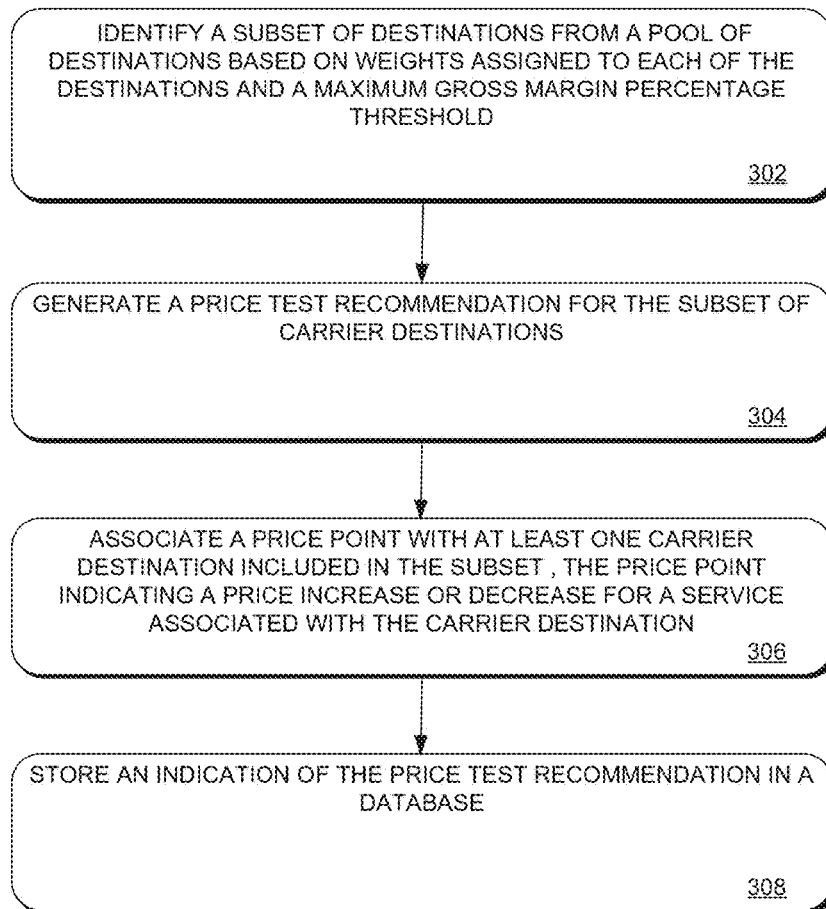 IDENTIFY A SUBSET OF DESTINATIONS FROM A POOL OF
DESTINATIONS BASED ON WEIGHTS ASSIGNED TO EACH OF THE
DESTINATIONS AND A MAXIMUM GROSS MARGIN PERCENTAGE
THRESHOLD
302
GENERATE A PRICE TEST RECOMMENDATION FOR THE SUBSET OF
CARRIER DESTINATIONS
304
ASSOCIATE A PRICE POINT WITH AT LEAST ONE CARRIER
DESTINATION INCLUDED IN THE SUBSET , THE PRICE POINT
INDICATING A PRICE INCREASE OR DECREASE FOR A SERVICE
ASSOCIATED WITH THE CARRIER DESTINATION
306
STORE AN INDICATION OF THE PRICE TEST RECOMMENDATION IN A
DATABASE
308